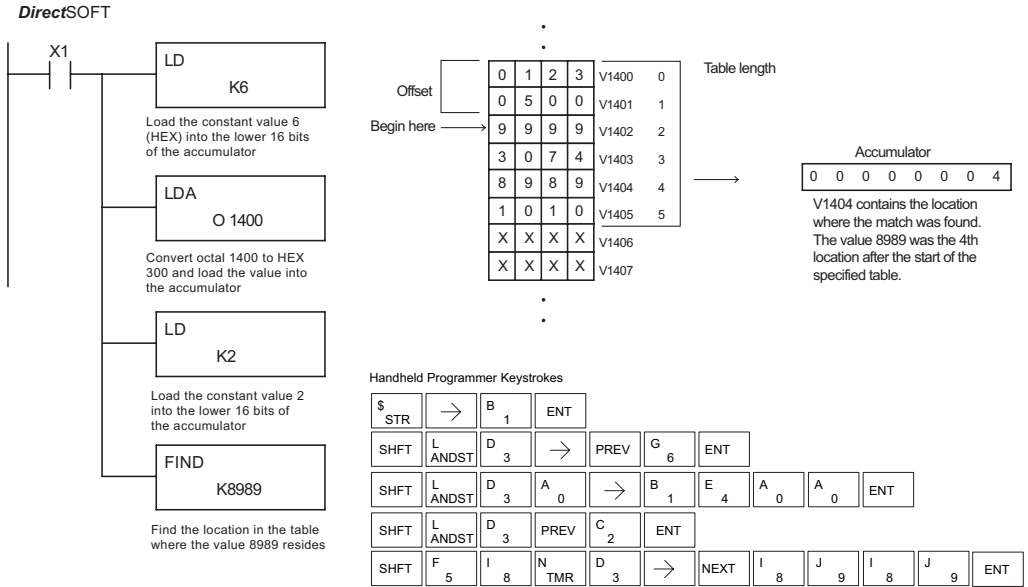 DirectSOFT
X1
LD
K6
Load the constant value 6
(HEX) into the lower 16 bits
of the accumulator
LDA
O 1400
Convert octal 1400 to HEX
300 and load the value into
the accumulator
LD
K2
Load the constant value 2
into the lower 16 bits of
the accumulator
FIND
K8989
Find the location in the table
where the value 8989 resides
Offset
Begin here
0 1 2 3 V1400 0
0 5 0 0 V1401 1
9 9 9 9 V1402 2
3 0 7 4 V1403 3
8 9 8 9 V1404 4
1 0 1 0 V1405 5
X X X X V1406
X X X X V1407
Table length
Accumulator
0 0 0 0 0 0 0 4
V1404 contains the location
where the match was found.
The value 8989 was the 4th
location after the start of the
specified table.
Handheld Programmer Keystrokes
$ STR → B 1 ENT
SHFT L ANDST D 3 → PREV G 6 ENT
SHFT L ANDST D 3 A 0 → B 1 E 4 A 0 A 0 ENT
SHFT L ANDST D 3 PREV C 2 ENT
SHFT F 5 I 8 N TMR D 3 → NEXT I 8 J 9 I 8 J 9 ENT